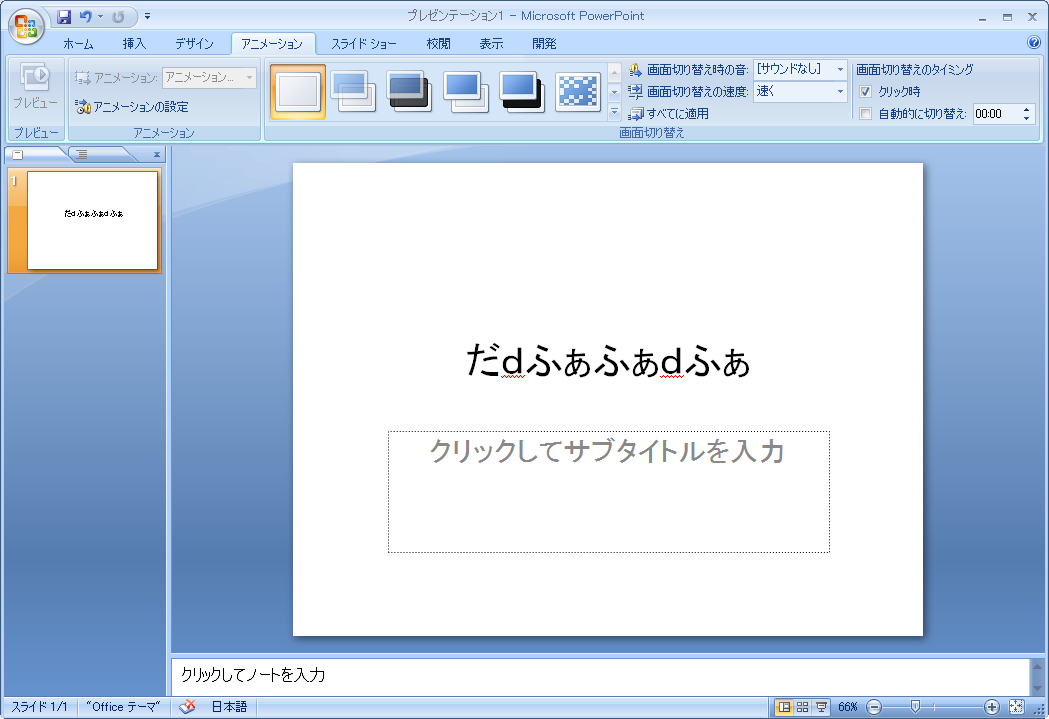 プレゼンテーション1 - Microsoft PowerPoint
ホーム 挿入 デザイン アニメーション スライド ショー 校閲 表示 開発
プレビュー
プレビュー
アニメーション: アニメーション...
アニメーションの設定
アニメーション
画面切り替え時の音: [サウンドなし]
画面切り替えの速度: 速く
すべてに適用
画面切り替え
画面切り替えのタイミング
クリック時
自動的に切り替え: 00:00
1
だdふぁふぁdふぁ
だdふぁふぁdふぁ
クリックしてサブタイトルを入力
クリックしてノートを入力
スライド 1/1 "Office テーマ" 日本語 66%